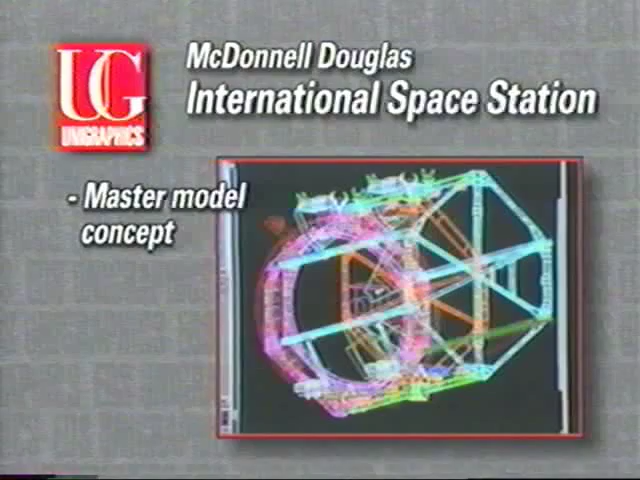 UG
UNIGRAPHICS
McDonnell Douglas
International Space Station
- Master model
concept